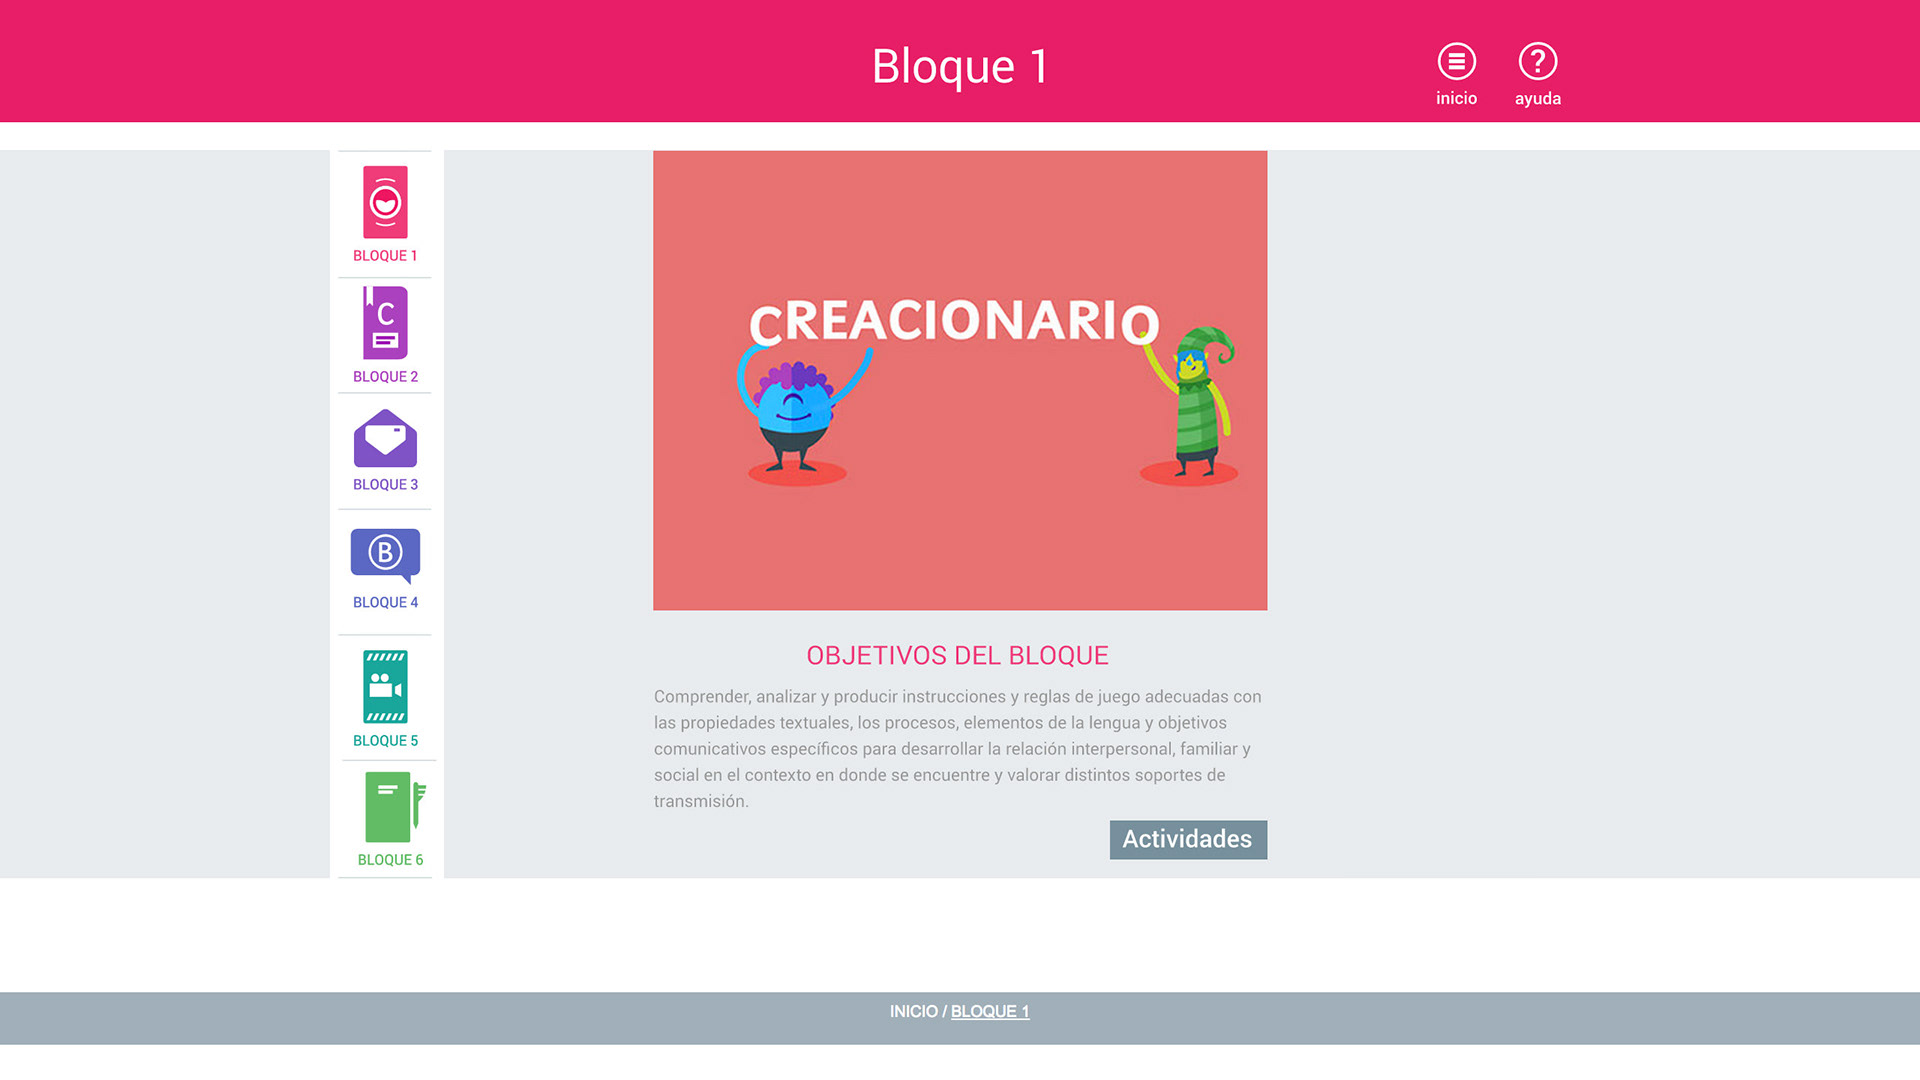 Bloque 1
inicio
ayuda
BLOQUE 1
C
BLOQUE 2
BLOQUE 3
B
BLOQUE 4
BLOQUE 5
BLOQUE 6
CREACIONARIO
OBJETIVOS DEL BLOQUE
Comprender, analizar y producir instrucciones y reglas de juego adecuadas con
las propiedades textuales, los procesos, elementos de la lengua y objetivos
comunicativos específicos para desarrollar la relación interpersonal, familiar y
social en el contexto en donde se encuentre y valorar distintos soportes de
transmisión.
Actividades
INICIO / BLOQUE 1